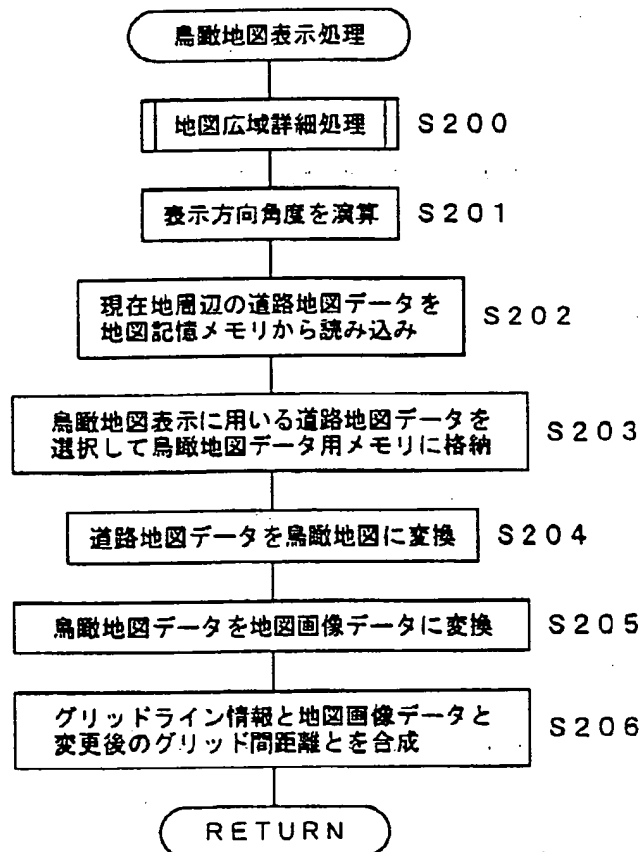 鳥瞰地図表示処理
地図広域詳細処理 S200
表示方向角度を演算 S201
現在地周辺の道路地図データを
地図記憶メモリから読み込み S202
鳥瞰地図表示に用いる道路地図データを
選択して鳥瞰地図データ用メモリに格納 S203
道路地図データを鳥瞰地図に変換 S204
鳥瞰地図データを地図画像データに変換 S205
グリッドライン情報と地図画像データと
変更後のグリッド間距離とを合成 S206
RETURN